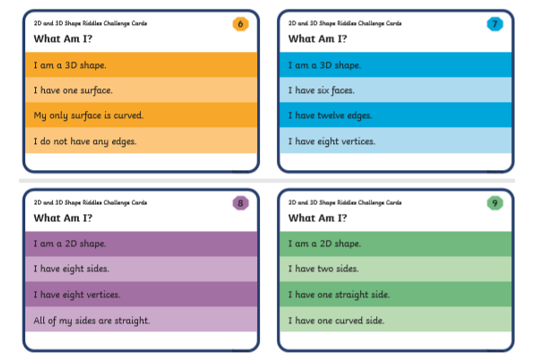 2D and 3D Shape Riddles Challenge Cards
6
What Am I?
I am a 3D shape.
I have one surface.
My only surface is curved.
I do not have any edges.
2D and 3D Shape Riddles Challenge Cards
7
What Am I?
I am a 3D shape.
I have six faces.
I have twelve edges.
I have eight vertices.
2D and 3D Shape Riddles Challenge Cards
8
What Am I?
I am a 2D shape.
I have eight sides.
I have eight vertices.
All of my sides are straight.
2D and 3D Shape Riddles Challenge Cards
9
What Am I?
I am a 2D shape.
I have two sides.
I have one straight side.
I have one curved side.